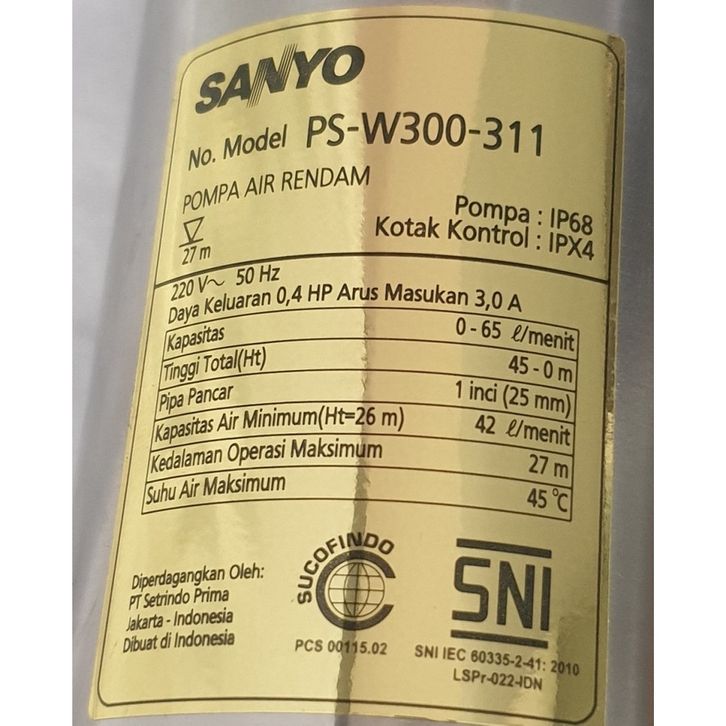 SANYO
No. Model PS-W300-311
POMPA AIR RENDAM
Pompa : IP68
Kotak Kontrol : IPX4
27 m
220 V~ 50 Hz
Daya Keluaran 0,4 HP Arus Masukan 3,0 A
Kapasitas 0 - 65 ℓ/menit
Tinggi Total(Ht) 45 - 0 m
Pipa Pancar 1 inci (25 mm)
Kapasitas Air Minimum(Ht=26 m) 42 ℓ/menit
Kedalaman Operasi Maksimum 27 m
Suhu Air Maksimum 45 °C
Diperdagangkan Oleh:
PT Setrindo Prima
Jakarta - Indonesia
Dibuat di Indonesia
SUCOFINDO
PCS 00115.02
SNI
SNI IEC 60335-2-41: 2010
LSPr-022-IDN